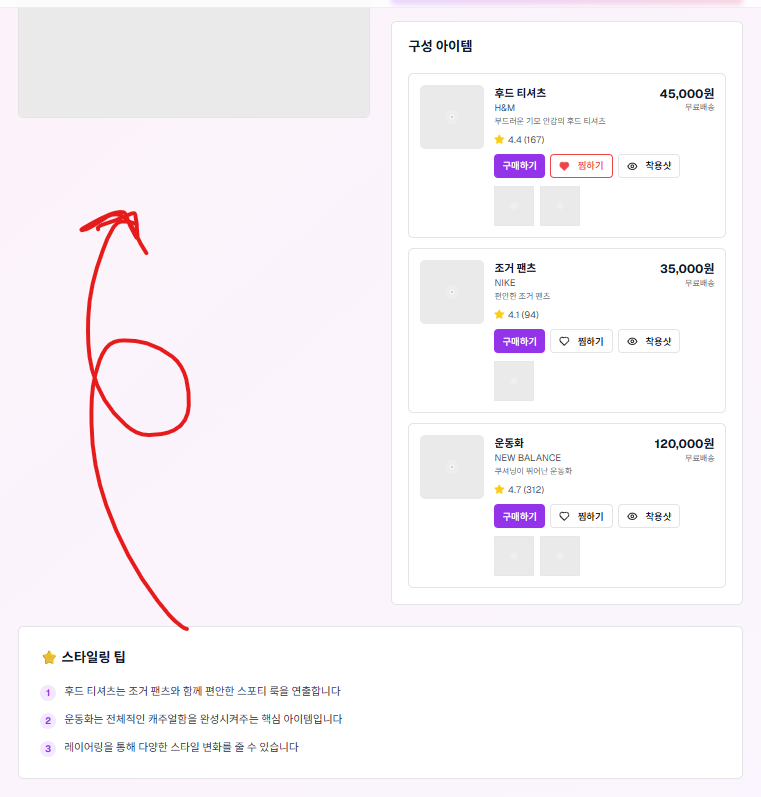 구성 아이템
후드 티셔츠
45,000원
H&M
무료배송
부드러운 기모 안감의 후드 티셔츠
4.4 (167)
구매하기
찜하기
착용샷
조거 팬츠
35,000원
NIKE
무료배송
편안한 조거 팬츠
4.1 (94)
구매하기
찜하기
착용샷
운동화
120,000원
NEW BALANCE
무료배송
쿠셔닝이 뛰어난 운동화
4.7 (312)
구매하기
찜하기
착용샷
스타일링 팁
1 후드 티셔츠는 조거 팬츠와 함께 편안한 스포티 룩을 연출합니다
2 운동화는 전체적인 캐주얼함을 완성시켜주는 핵심 아이템입니다
3 레이어링을 통해 다양한 스타일 변화를 줄 수 있습니다